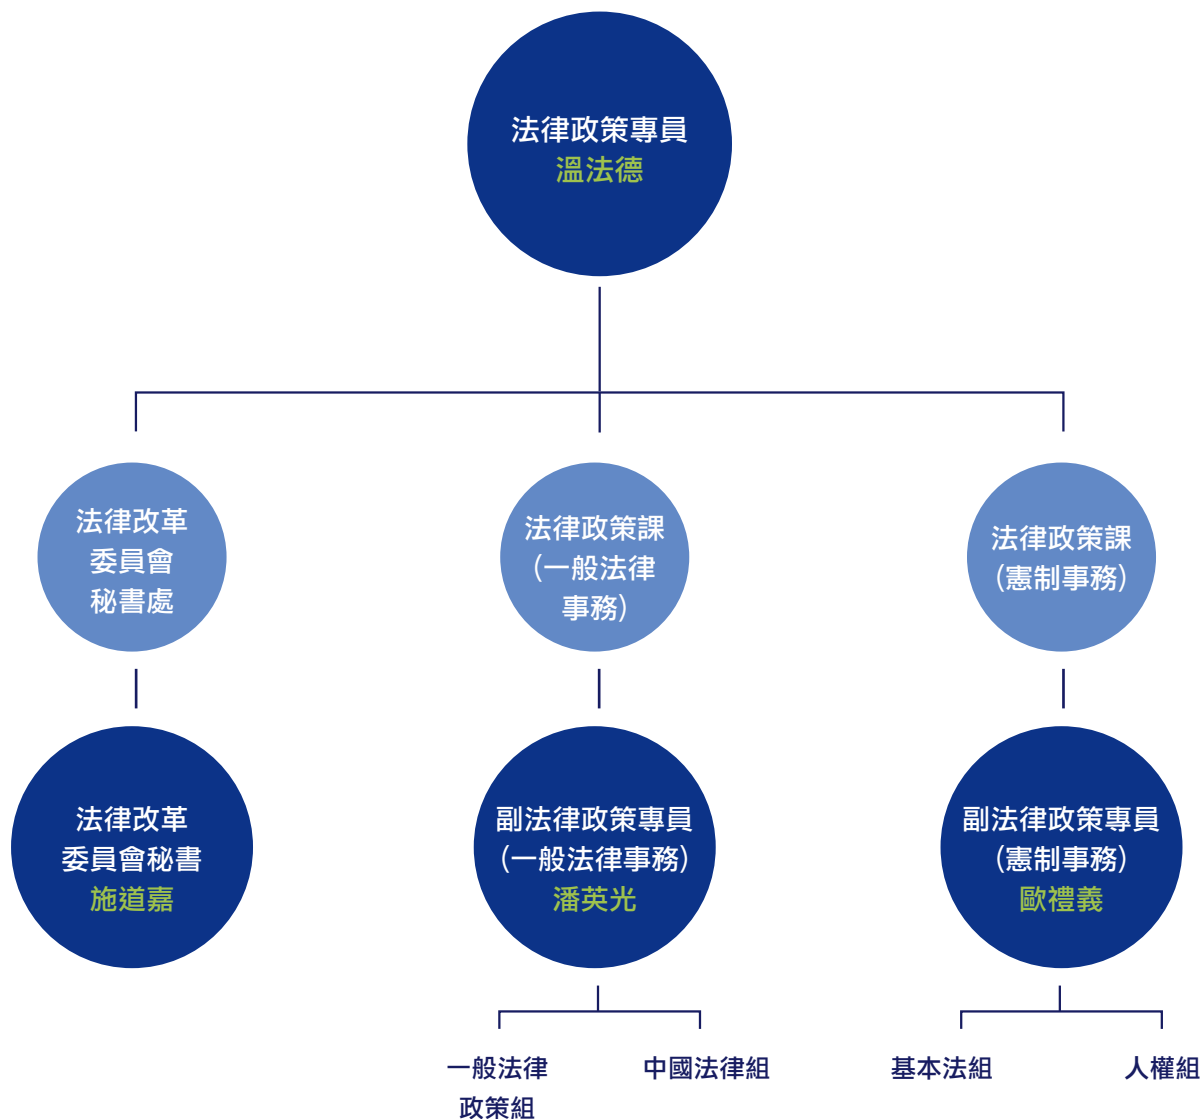 法律政策專員
溫法德
法律改革
委員會
秘書處
法律政策課
(一般法律
事務)
法律政策課
(憲制事務)
法律改革
委員會秘書
施道嘉
副法律政策專員
(一般法律事務)
潘英光
副法律政策專員
(憲制事務)
歐禮義
一般法律
政策組
中國法律組
基本法組
人權組